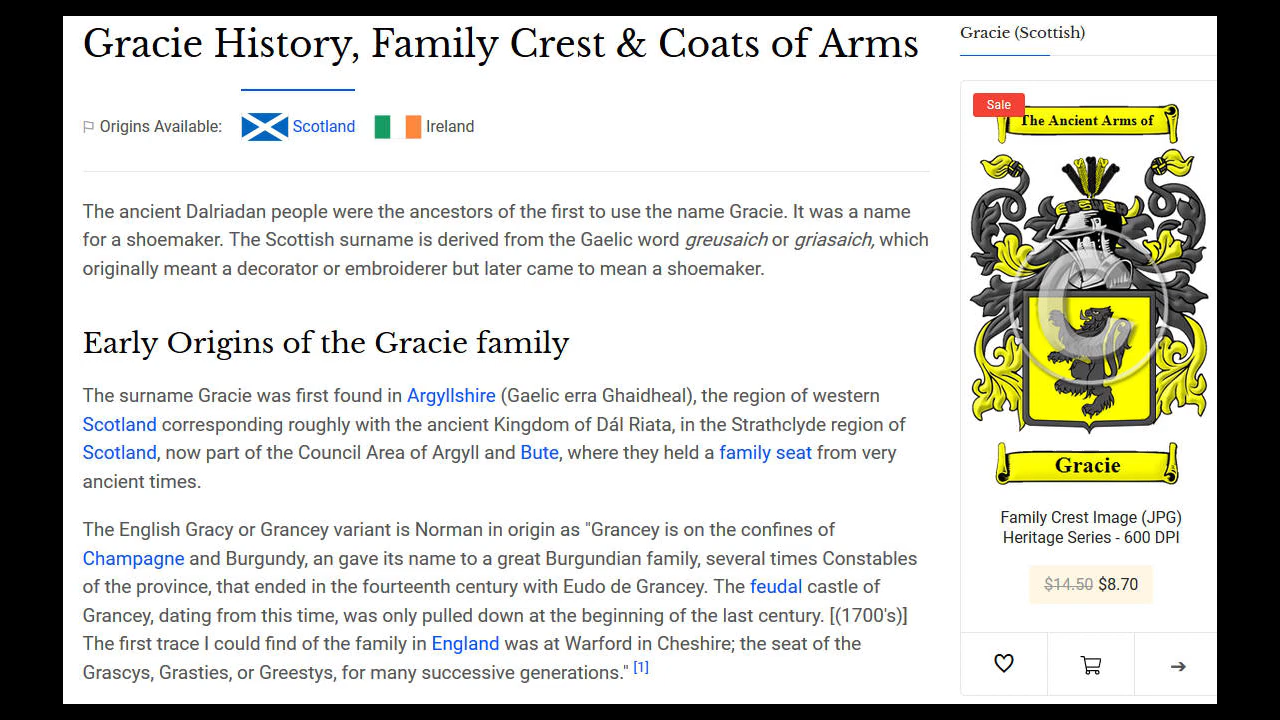 Gracie History, Family Crest & Coats of Arms
Origins Available: Scotland Ireland
The ancient Dalriadan people were the ancestors of the first to use the name Gracie. It was a name
for a shoemaker. The Scottish surname is derived from the Gaelic word greusaich or griasaich, which
originally meant a decorator or embroiderer but later came to mean a shoemaker.
Early Origins of the Gracie family
The surname Gracie was first found in Argyllshire (Gaelic erra Ghaidheal), the region of western
Scotland corresponding roughly with the ancient Kingdom of Dál Riata, in the Strathclyde region of
Scotland, now part of the Council Area of Argyll and Bute, where they held a family seat from very
ancient times.
The English Gracy or Grancey variant is Norman in origin as "Grancey is on the confines of
Champagne and Burgundy, an gave its name to a great Burgundian family, several times Constables
of the province, that ended in the fourteenth century with Eudo de Grancey. The feudal castle of
Grancey, dating from this time, was only pulled down at the beginning of the last century. [(1700's)]
The first trace I could find of the family in England was at Warford in Cheshire; the seat of the
Grascys, Grasties, or Greestys, for many successive generations." [1]
Gracie (Scottish)
Sale
The Ancient Arms of
Gracie
Family Crest Image (JPG)
Heritage Series - 600 DPI
$14.50 $8.70